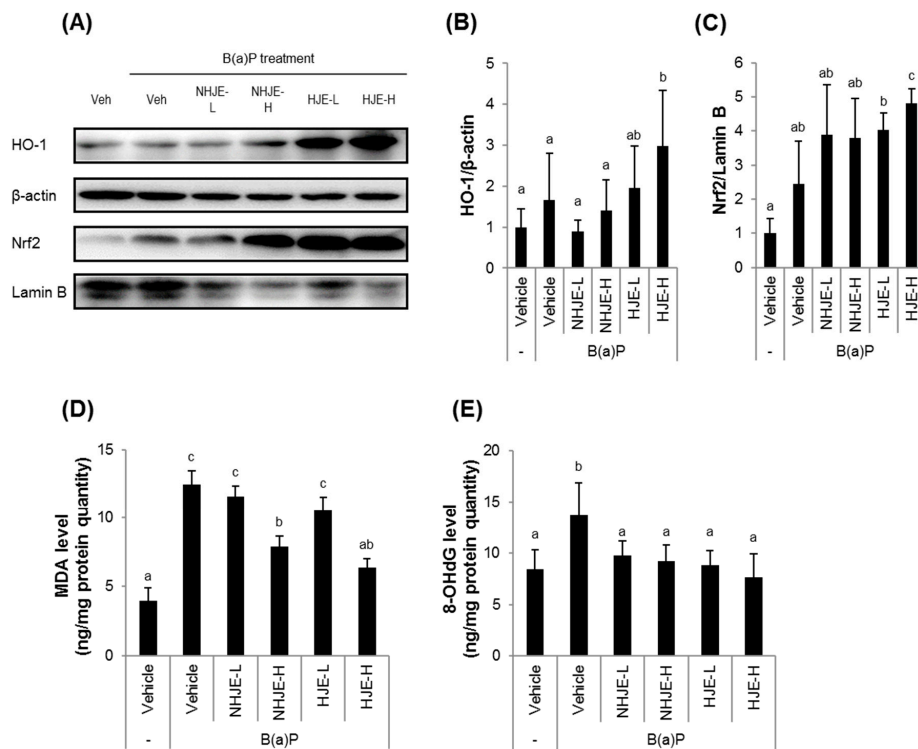 (A)
B(a)P treatment
Veh Veh NHJE-L NHJE-H HJE-L HJE-H
HO-1
β-actin
Nrf2
Lamin B
(B)
HO-1/β-actin
5
4
3
2
1
0
a a a a ab b
Vehicle Vehicle NHJE-L NHJE-H HJE-L HJE-H
- B(a)P
(C)
Nrf2/Lamin B
6
5
4
3
2
1
0
a ab ab ab b c
Vehicle Vehicle NHJE-L NHJE-H HJE-L HJE-H
- B(a)P
(D)
MDA level
(ng/mg protein quantity)
15
10
5
0
a c c b c ab
Vehicle Vehicle NHJE-L NHJE-H HJE-L HJE-H
- B(a)P
(E)
8-OHdG level
(ng/mg protein quantity)
20
15
10
5
0
a b a a a a
Vehicle Vehicle NHJE-L NHJE-H HJE-L HJE-H
- B(a)P